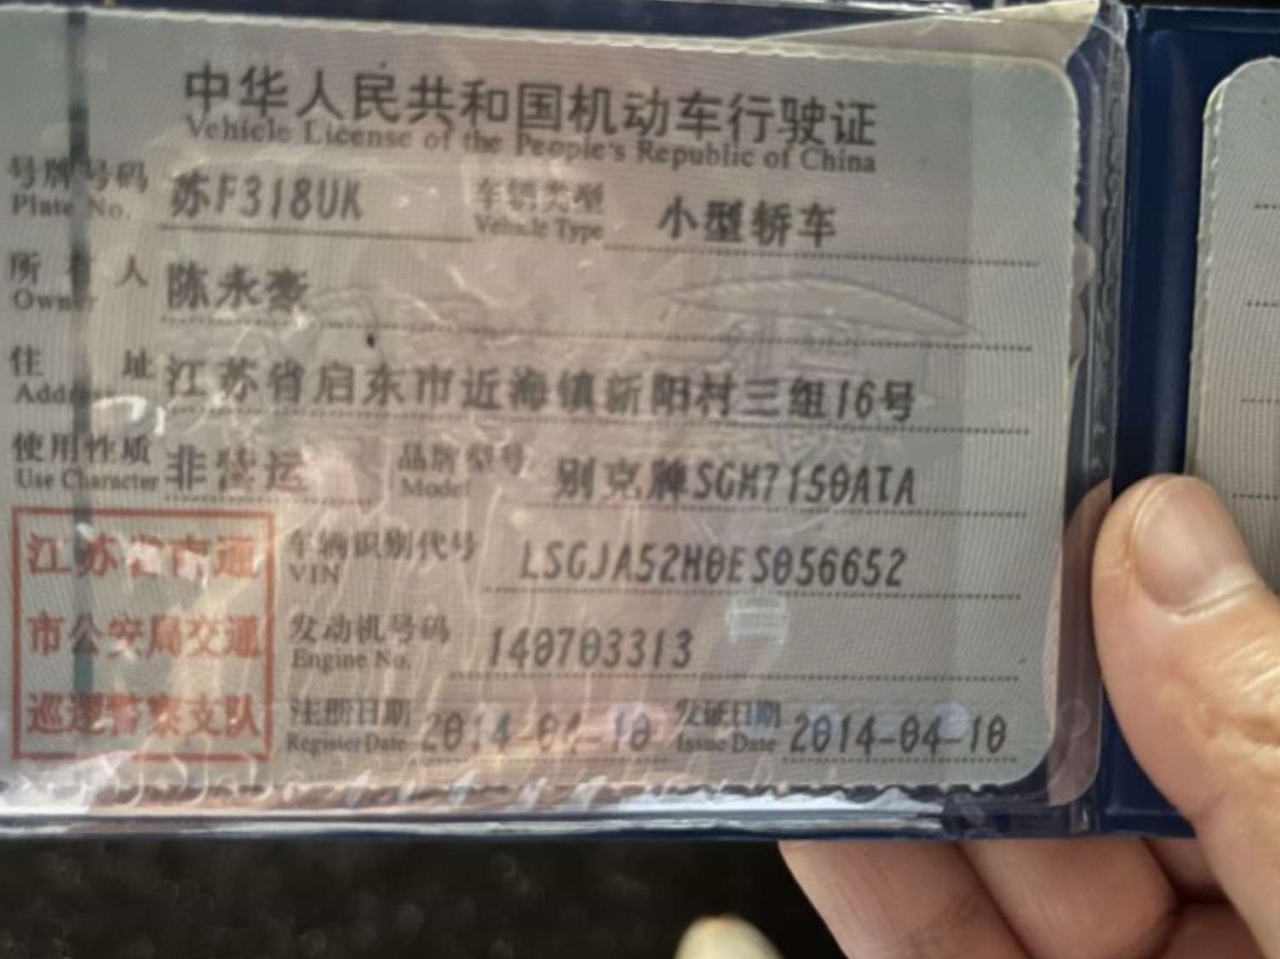 中华人民共和国机动车行驶证
Vehicle License of the People's Republic of China
号牌号码 苏F318UK 车辆类型 小型轿车
Plate No. Vehicle Type
所有人 陈永豪
Owner
住址 江苏省启东市近海镇新阳村三组16号
Address
使用性质 非营运 品牌型号 别克牌SGM7150ATA
Use Character Model
车辆识别代号 LSGJA52H0ES056652
VIN
发动机号码 140703313
Engine No.
注册日期 2014-04-10 发证日期 2014-04-10
Register Date Issue Date
江苏省南通
市公安局交通
巡逻警察支队